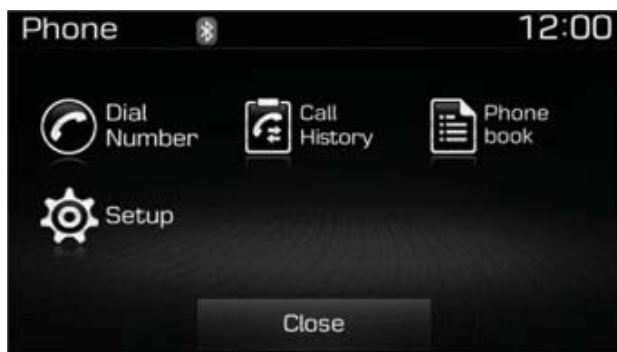 Phone 12:00
Dial
Number
Call
History
Phone
book
Setup
Close